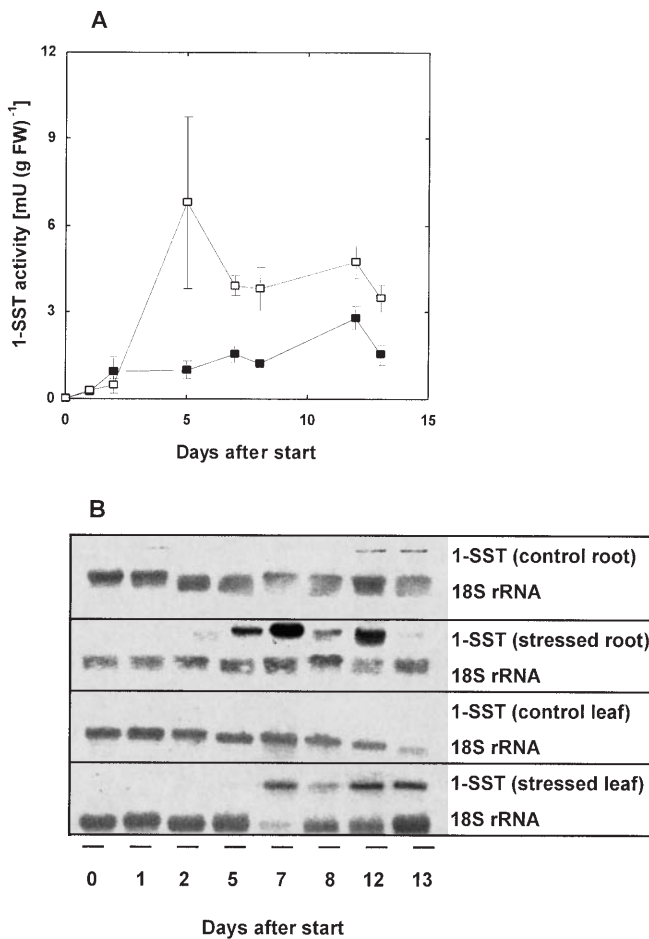 A
12
9
6
3
0
1-SST activity [mU (g FW)⁻¹]
0 5 10 15
Days after start
B
1-SST (control root)
18S rRNA
1-SST (stressed root)
18S rRNA
1-SST (control leaf)
18S rRNA
1-SST (stressed leaf)
18S rRNA
0 1 2 5 7 8 12 13
Days after start